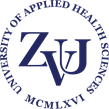 UNIVERSITY OF APPLIED HEALTH SCIENCES
ZVU
MCMLXVI